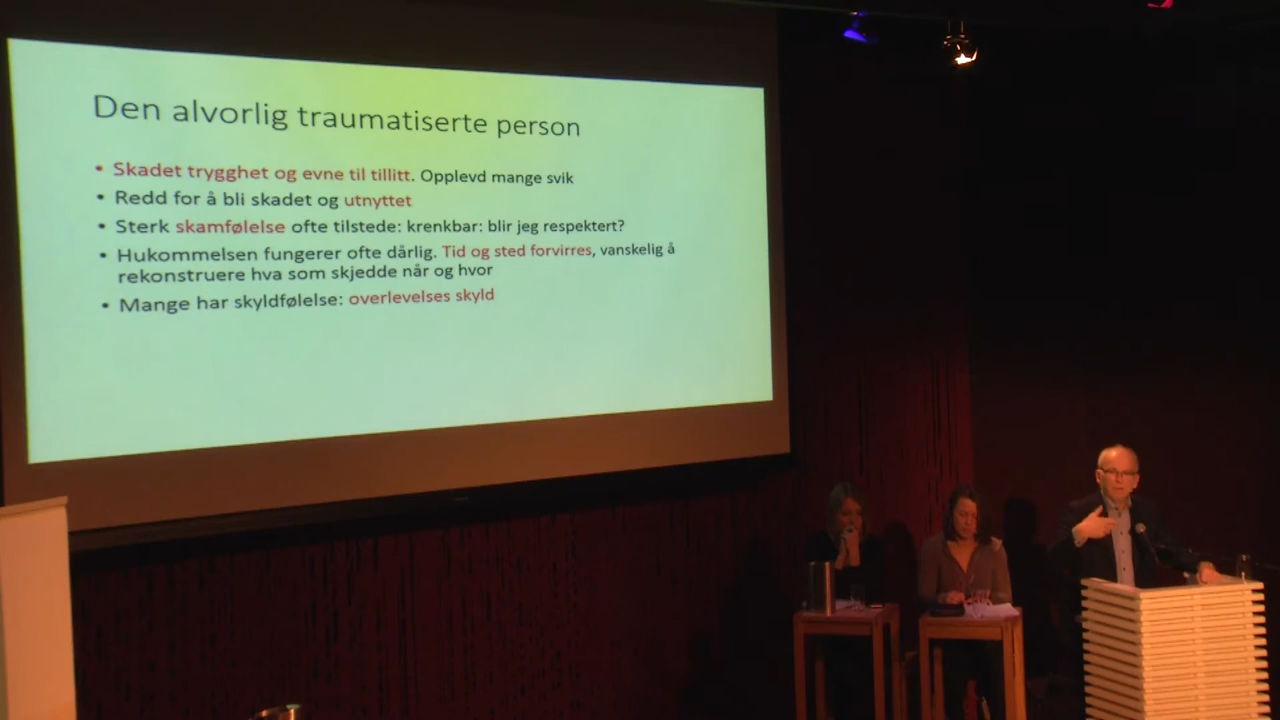 Den alvorlig traumatiserte person
• Skadet trygghet og evne til tillitt. Opplevd mange svik
• Redd for å bli skadet og utnyttet
• Sterk skamfølelse ofte tilstede: krenkbar: blir jeg respektert?
• Hukommelsen fungerer ofte dårlig. Tid og sted forvirres, vanskelig å
rekonstruere hva som skjedde når og hvor
• Mange har skyldfølelse: overlevelses skyld